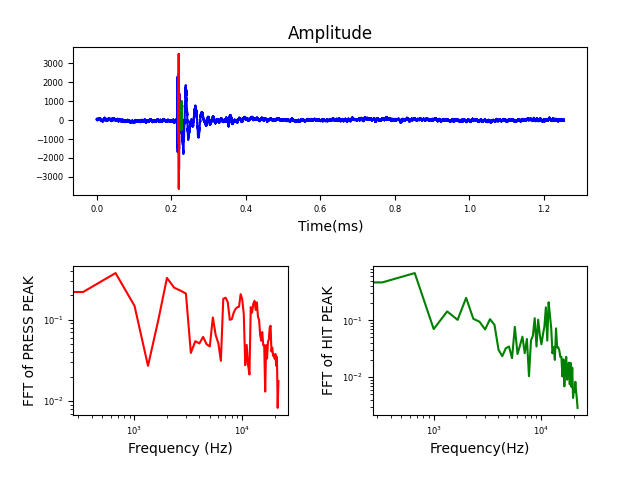 Amplitude
3000
2000
1000
0
−1000
−2000
−3000
0.0 0.2 0.4 0.6 0.8 1.0 1.2
Time(ms)
FFT of PRESS PEAK
10⁻¹
10⁻²
10³ 10⁴
Frequency (Hz)
FFT of HIT PEAK
10⁻¹
10⁻²
10³ 10⁴
Frequency(Hz)